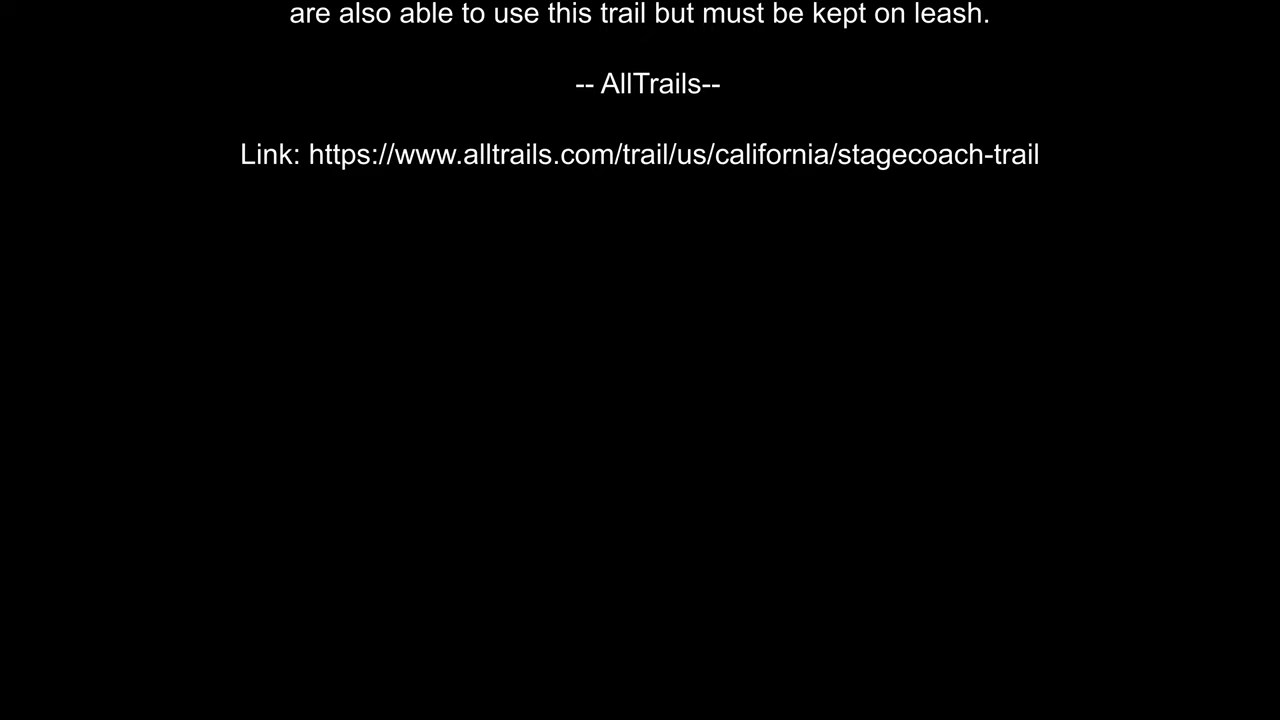 are also able to use this trail but must be kept on leash.
-- AllTrails--
Link: https://www.alltrails.com/trail/us/california/stagecoach-trail